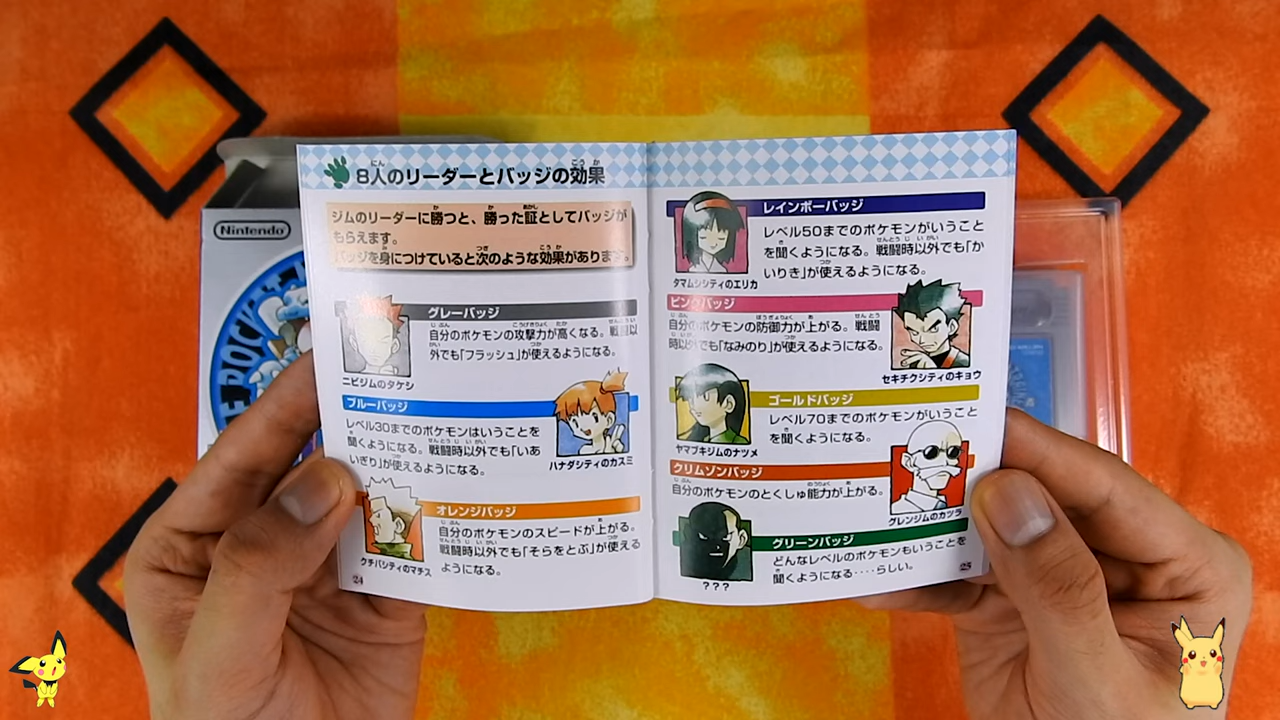 8人のリーダーとバッジの効果
ジムのリーダーに勝つと、勝った証としてバッジが
もらえます。
バッジを身につけていると次のような効果があります。
グレーバッジ
自分のポケモンの攻撃力が高くなる。戦闘以
外でも「フラッシュ」が使えるようになる。
ニビジムのタケシ
ブルーバッジ
レベル30までのポケモンはいうことを
聞くようになる。戦闘時以外でも「いあ
いぎり」が使えるようになる。
ハナダシティのカスミ
オレンジバッジ
自分のポケモンのスピードが上がる。
戦闘時以外でも「そらをとぶ」が使える
ようになる。
クチバシティのマチス
24
レインボーバッジ
レベル50までのポケモンがいうこと
を聞くようになる。戦闘時以外でも「か
いりき」が使えるようになる。
タマムシシティのエリカ
ピンクバッジ
自分のポケモンの防御力が上がる。戦闘
時以外でも「なみのり」が使えるようになる。
セキチクシティのキョウ
ゴールドバッジ
レベル70までのポケモンがいうこと
を聞くようになる。
ヤマブキジムのナツメ
クリムゾンバッジ
自分のポケモンのとくしゅ能力が上がる。
グレンジムのカツラ
グリーンバッジ
どんなレベルのポケモンもいうことを
聞くようになる‥‥らしい。
???
25
Nintendo